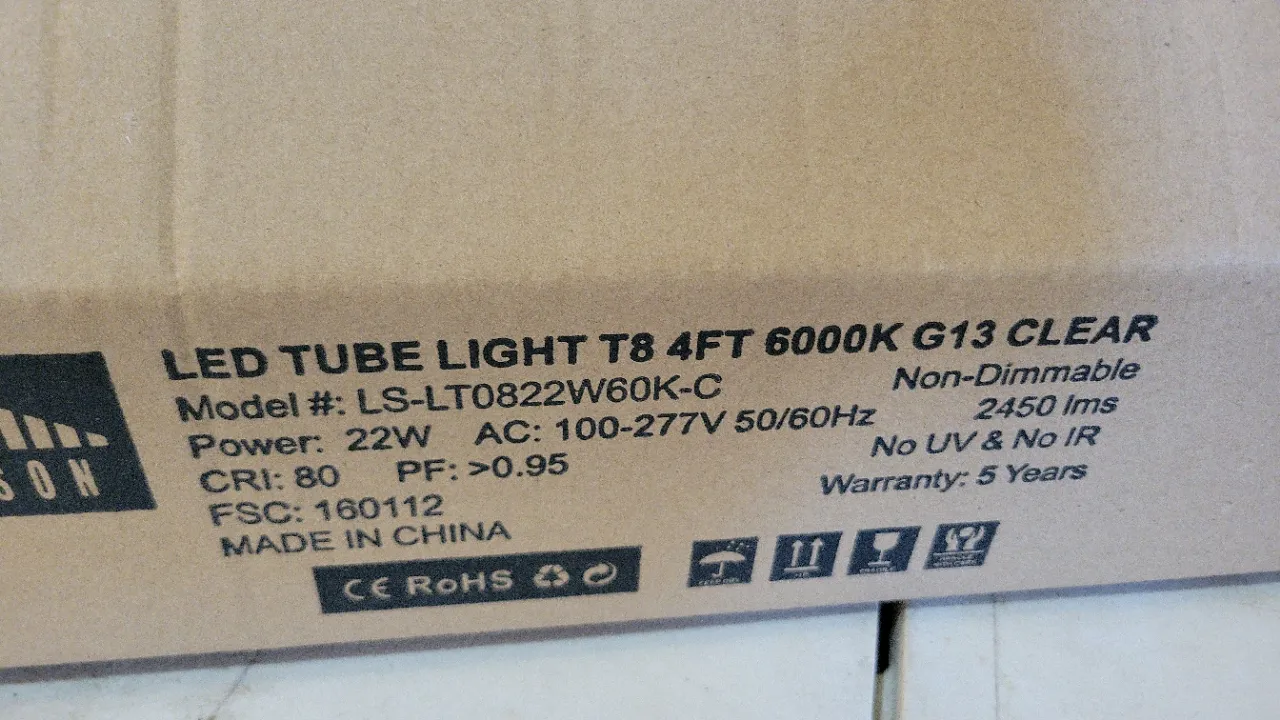 LED TUBE LIGHT T8 4FT 6000K G13 CLEAR
Model #: LS-LT0822W60K-C Non-Dimmable
Power: 22W AC: 100-277V 50/60Hz 2450 lms
CRI: 80 PF: >0.95 No UV & No IR
FSC: 160112 Warranty: 5 Years
MADE IN CHINA
CE RoHS
SON